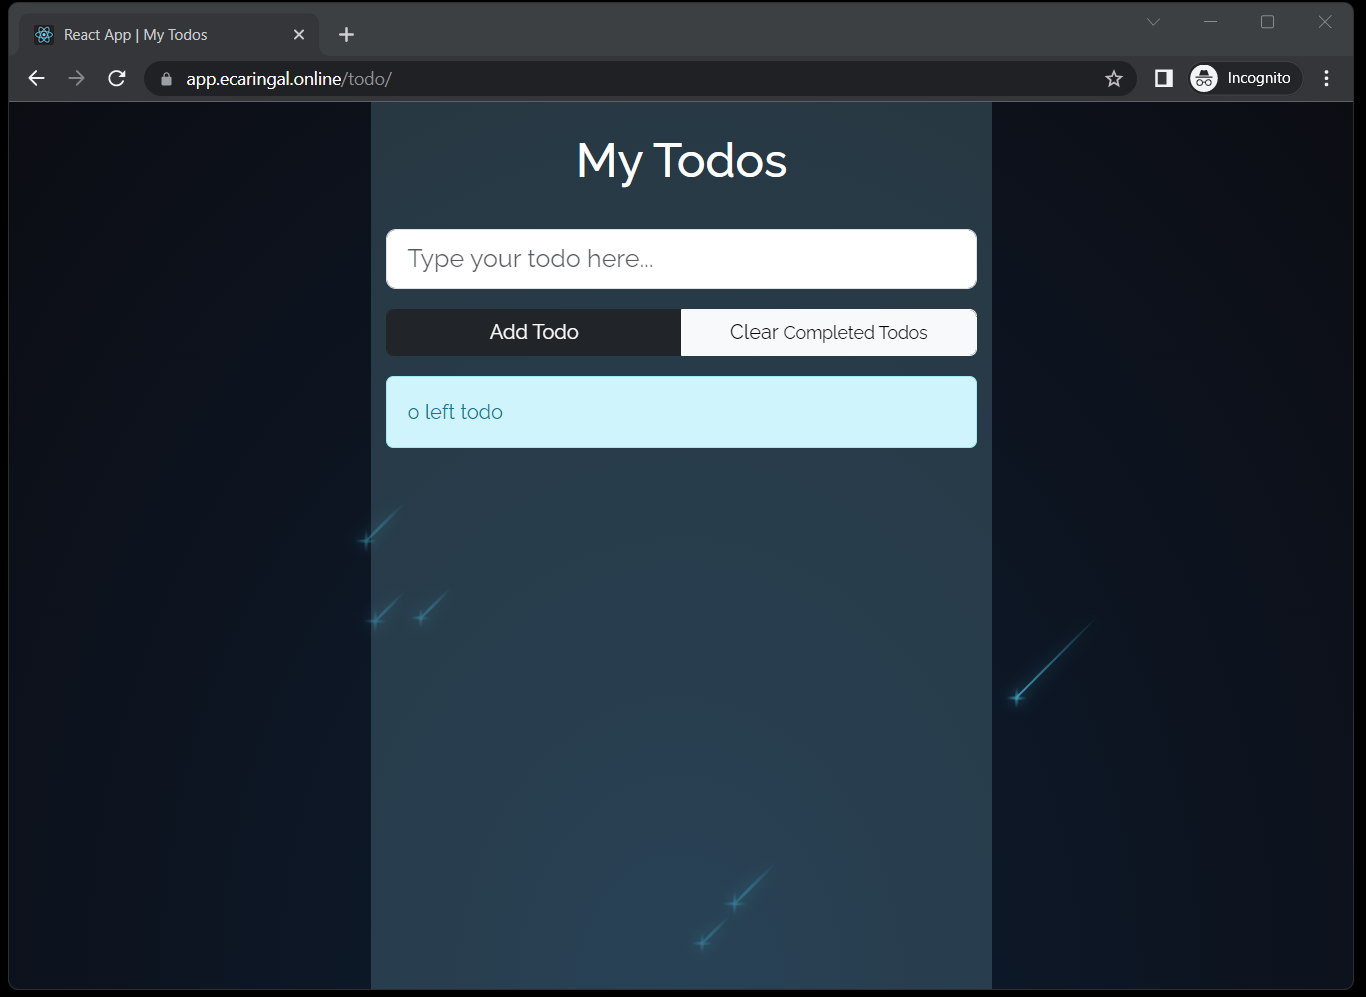 React App | My Todos
app.ecaringal.online/todo/
Incognito
My Todos
Type your todo here...
Add Todo
Clear Completed Todos
0 left todo